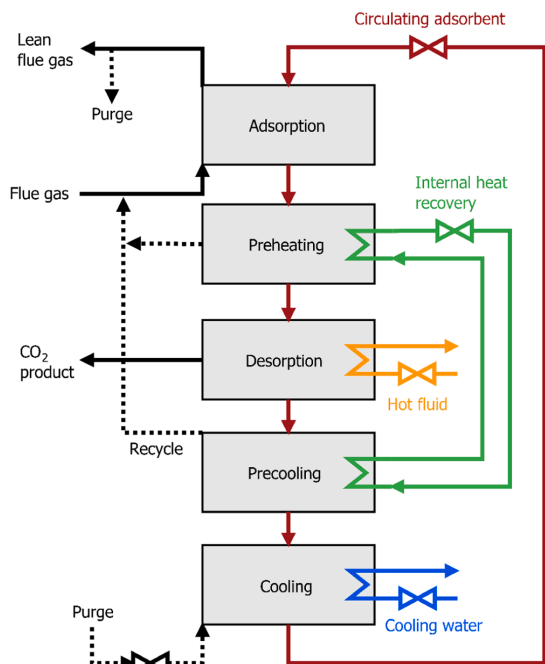 Circulating adsorbent
Lean
flue gas
Purge
Adsorption
Flue gas
Internal heat
recovery
Preheating
CO₂
product
Desorption
Hot fluid
Recycle
Precooling
Cooling
Purge
Cooling water